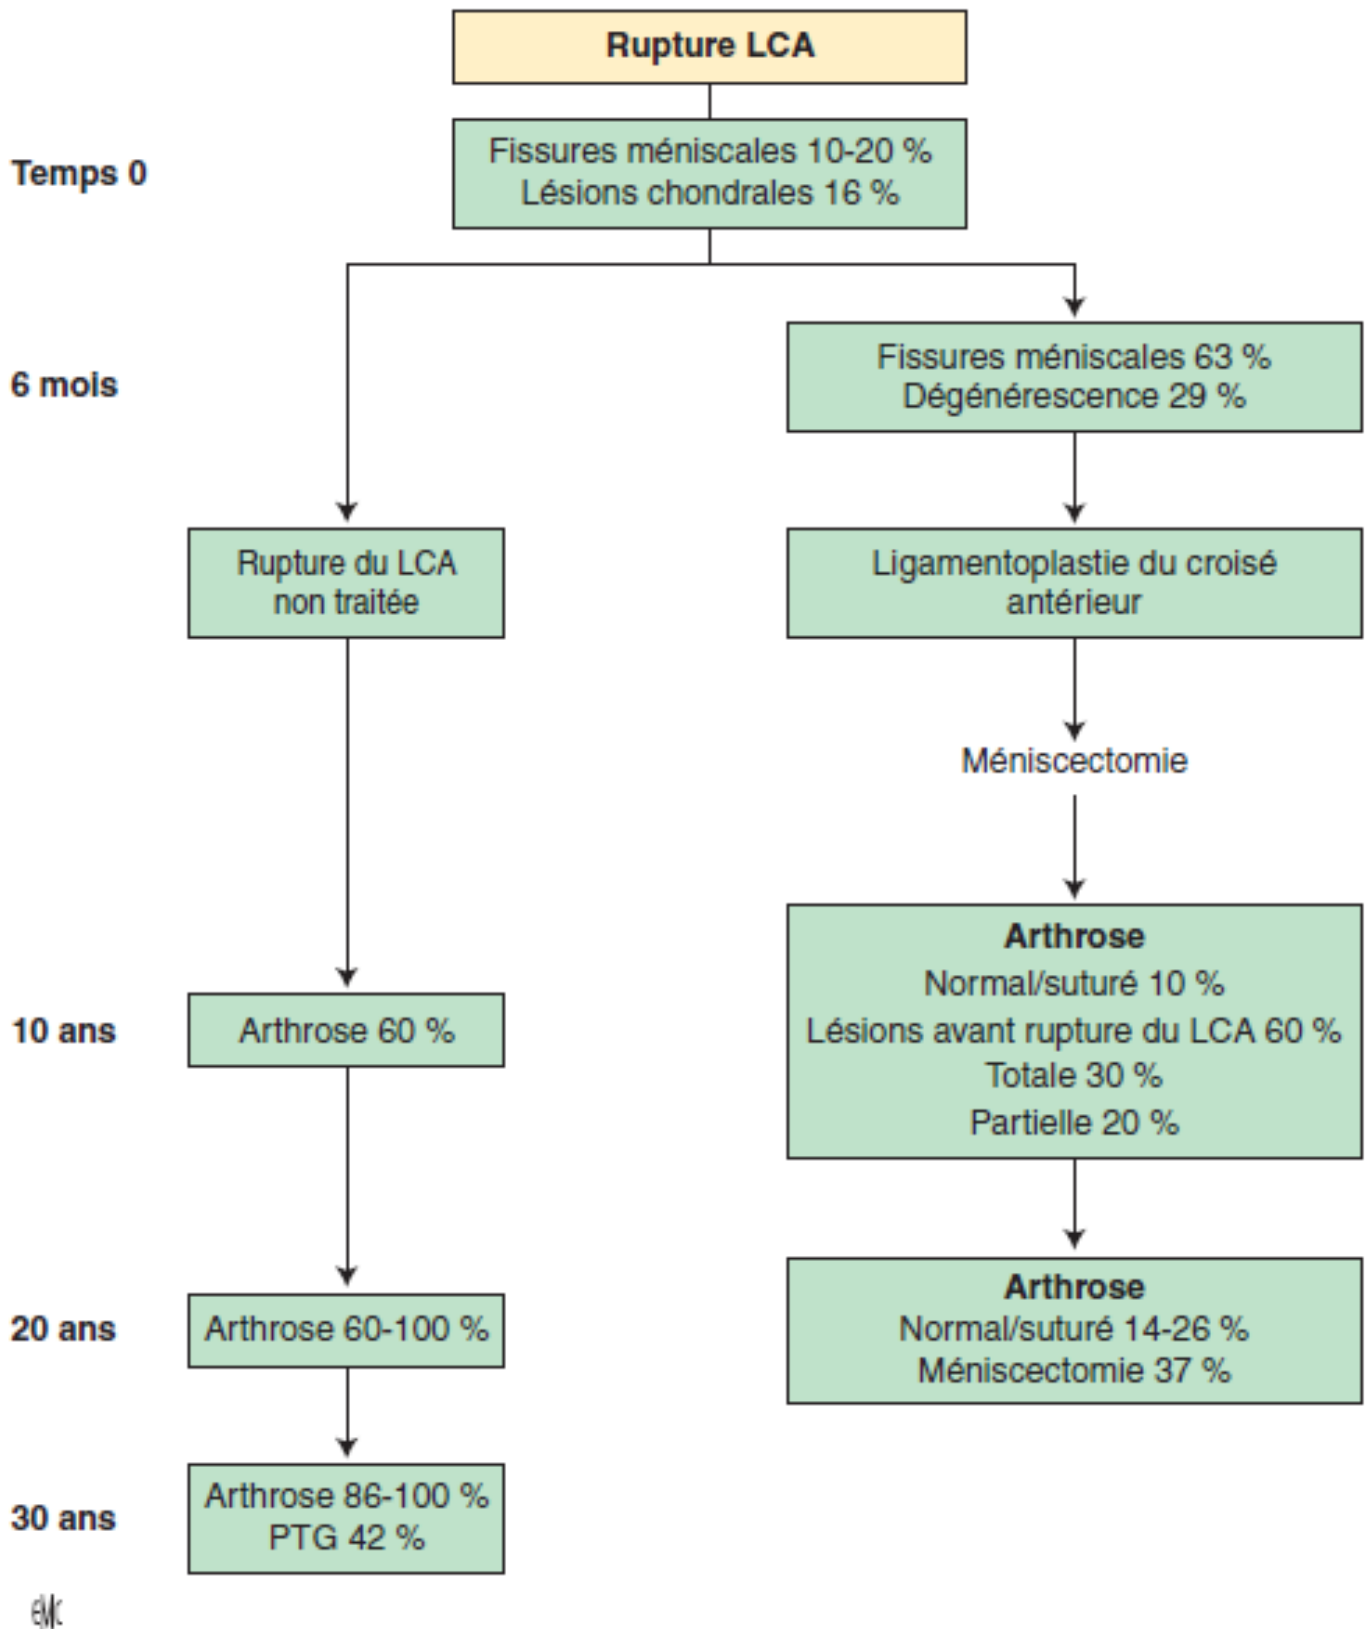 Rupture LCA
Temps 0
Fissures méniscales 10-20 %
Lésions chondrales 16 %
6 mois
Fissures méniscales 63 %
Dégénérescence 29 %
Rupture du LCA
non traitée
Ligamentoplastie du croisé
antérieur
Méniscectomie
10 ans
Arthrose 60 %
Arthrose
Normal/suturé 10 %
Lésions avant rupture du LCA 60 %
Totale 30 %
Partielle 20 %
20 ans
Arthrose 60-100 %
Arthrose
Normal/suturé 14-26 %
Méniscectomie 37 %
30 ans
Arthrose 86-100 %
PTG 42 %
EMC